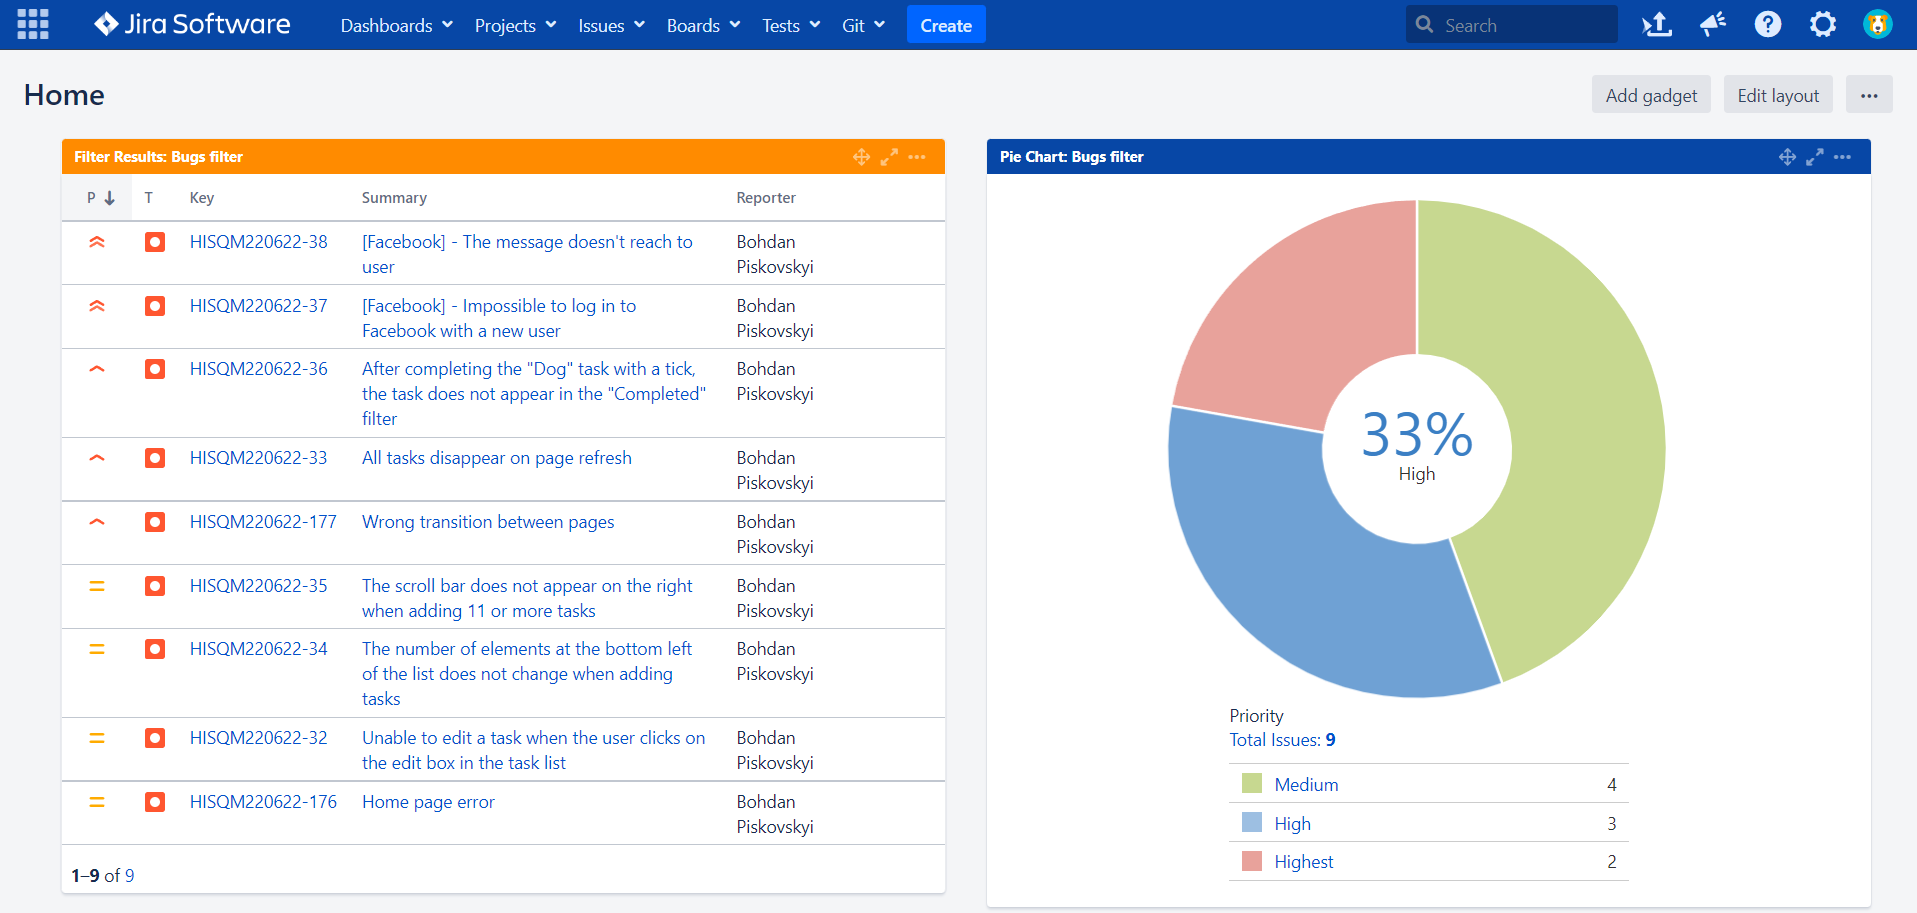 Jira Software Dashboards Projects Issues Boards Tests Git Create Search
Home
Add gadget Edit layout
Filter Results: Bugs filter
P T Key Summary Reporter
HISQM220622-38 [Facebook] - The message doesn't reach to Bohdan
user Piskovskyi
HISQM220622-37 [Facebook] - Impossible to log in to Bohdan
Facebook with a new user Piskovskyi
HISQM220622-36 After completing the "Dog" task with a tick, Bohdan
the task does not appear in the "Completed" Piskovskyi
filter
HISQM220622-33 All tasks disappear on page refresh Bohdan
Piskovskyi
HISQM220622-177 Wrong transition between pages Bohdan
Piskovskyi
HISQM220622-35 The scroll bar does not appear on the right Bohdan
when adding 11 or more tasks Piskovskyi
HISQM220622-34 The number of elements at the bottom left Bohdan
of the list does not change when adding Piskovskyi
tasks
HISQM220622-32 Unable to edit a task when the user clicks on Bohdan
the edit box in the task list Piskovskyi
HISQM220622-176 Home page error Bohdan
Piskovskyi
1–9 of 9
Pie Chart: Bugs filter
33%
High
Priority
Total Issues: 9
Medium 4
High 3
Highest 2